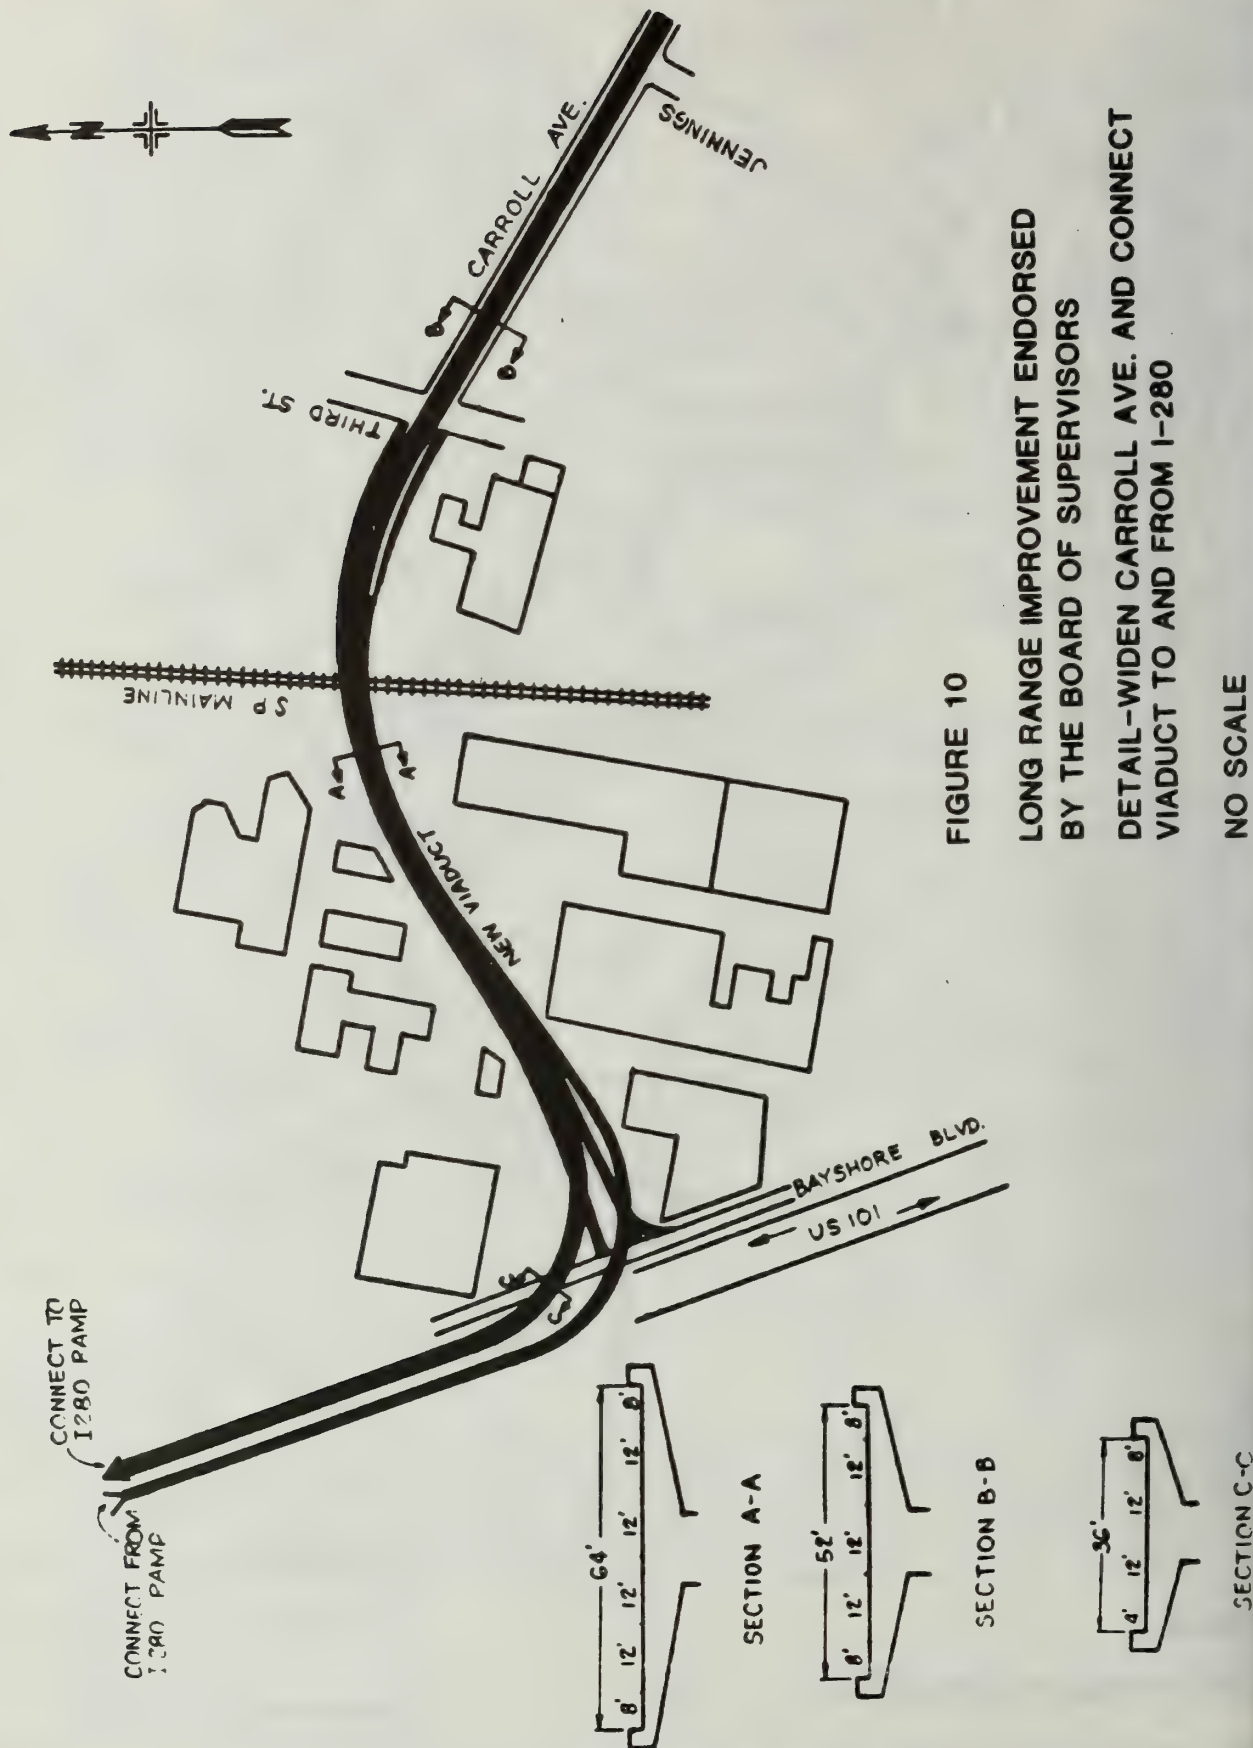 CONNECT TO
I280 PAMP
CONNECT FROM
I280 PAMP
N
CARROLL AVE.
JENNINGS
THIRD ST.
B
B
SP MAINLINE
A
A
NEW VIADUCT
C
C
BAYSHORE BLVD.
US 101
64'
8' 12' 12' 12' 12' 8'
SECTION A-A
52'
8' 12' 12' 12' 8'
SECTION B-B
36'
4' 12' 12' 8'
SECTION C-C
FIGURE 10
LONG RANGE IMPROVEMENT ENDORSED
BY THE BOARD OF SUPERVISORS
DETAIL-WIDEN CARROLL AVE. AND CONNECT
VIADUCT TO AND FROM I-280
NO SCALE